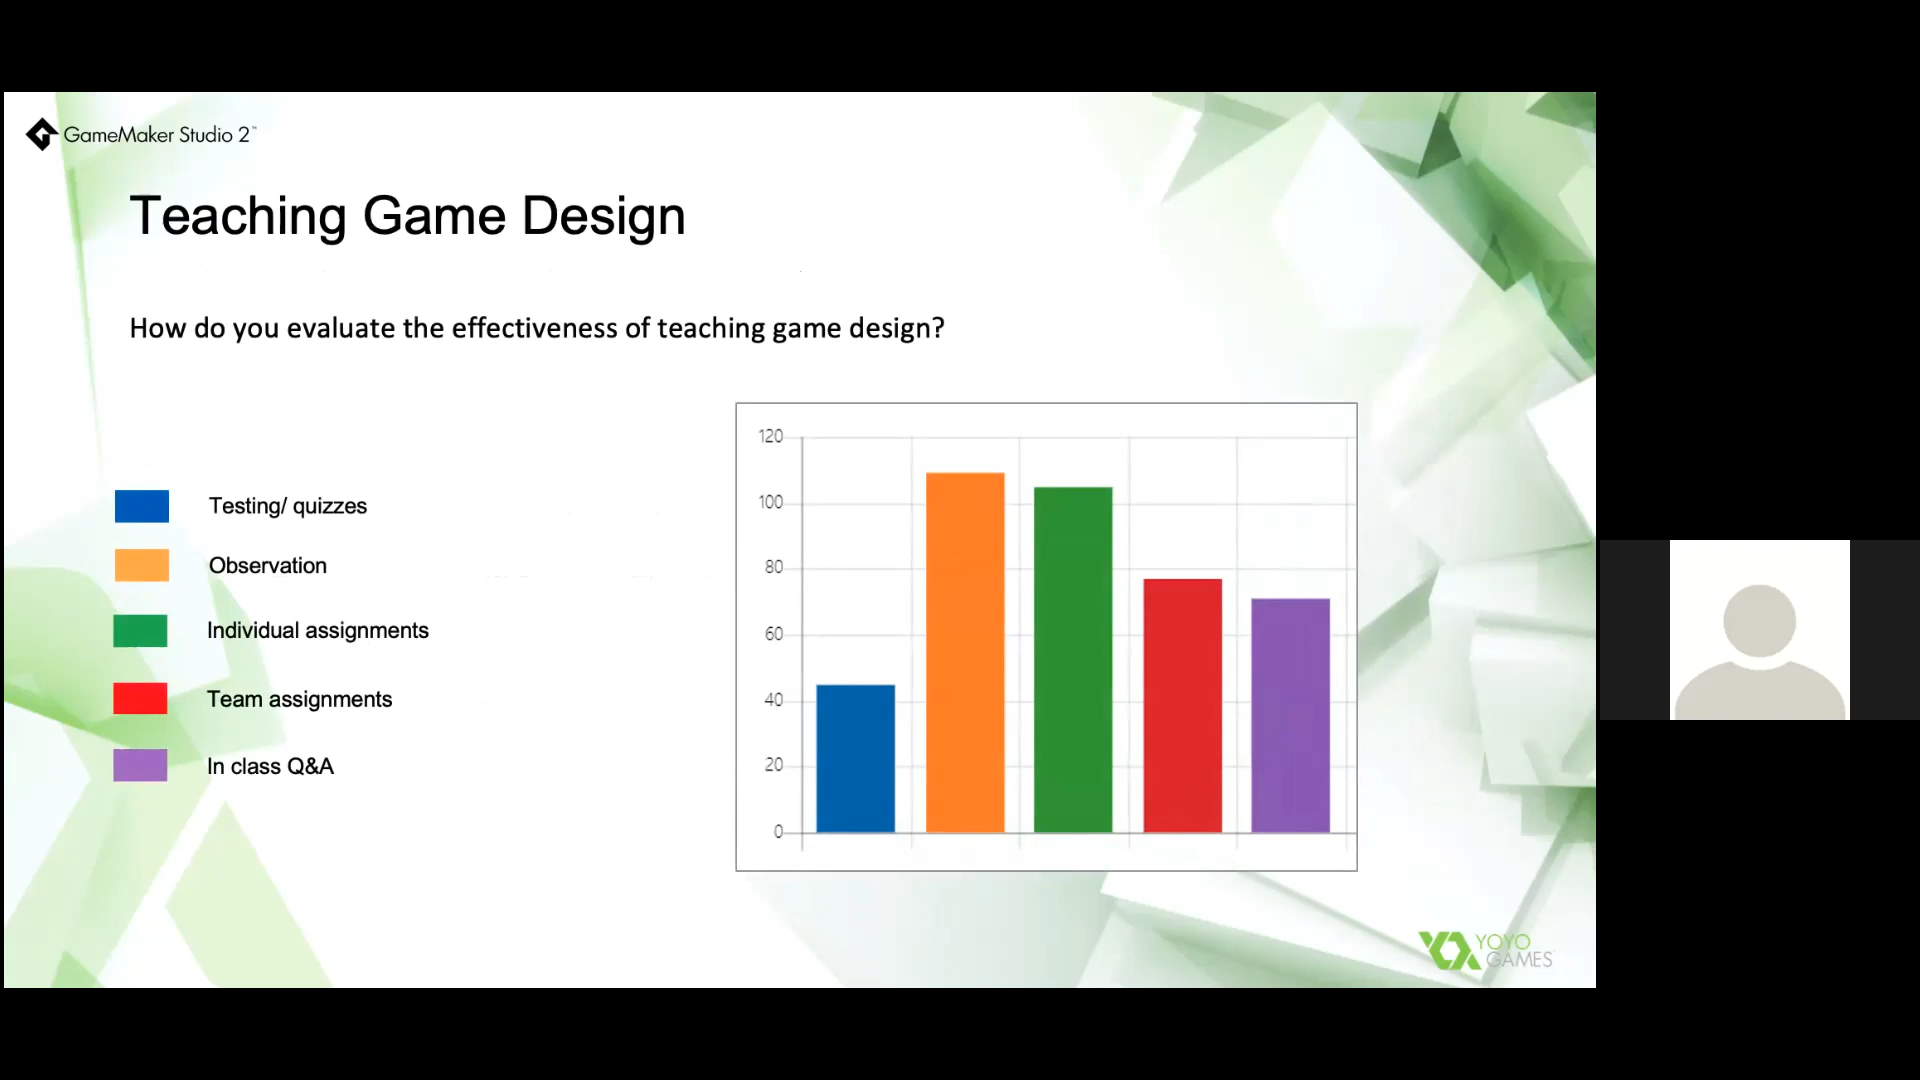 GameMaker Studio 2™
Teaching Game Design
How do you evaluate the effectiveness of teaching game design?
Testing/ quizzes
Observation
Individual assignments
Team assignments
In class Q&A
120
100
80
60
40
20
0
YOYO
GAMES